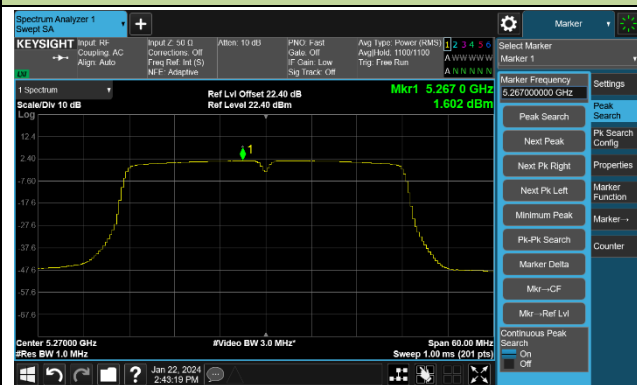 Spectrum Analyzer 1
Swept SA
+
Marker
KEYSIGHT
Input: RF
Coupling: AC
Align: Auto
Input Z: 50 Ω
Corrections: Off
Freq Ref: Int (S)
NFE: Adaptive
Atten: 10 dB
PNO: Fast
Gate: Off
IF Gain: Low
Sig Track: Off
Avg Type: Power (RMS)
Avg|Hold: 1100/1100
Trig: Free Run
1 2 3 4 5 6
A W W W W W
A N N N N N
Select Marker
Marker 1
1 Spectrum
Scale/Div 10 dB
Log
Ref Lvl Offset 22.40 dB
Ref Level 22.40 dBm
Mkr1 5.267 0 GHz
1.602 dBm
12.4
2.40
-7.60
-17.6
-27.6
-37.6
-47.6
-57.6
-67.6
1
Center 5.27000 GHz
#Res BW 1.0 MHz
#Video BW 3.0 MHz*
Span 60.00 MHz
Sweep 1.00 ms (201 pts)
Marker Frequency
5.267000000 GHz
Peak Search
Next Peak
Next Pk Right
Next Pk Left
Minimum Peak
Pk-Pk Search
Marker Delta
Mkr→CF
Mkr→Ref Lvl
Continuous Peak
Search
On
Off
Settings
Peak
Search
Pk Search
Config
Properties
Marker
Function
Marker→
Counter
?
Jan 22, 2024
2:43:19 PM